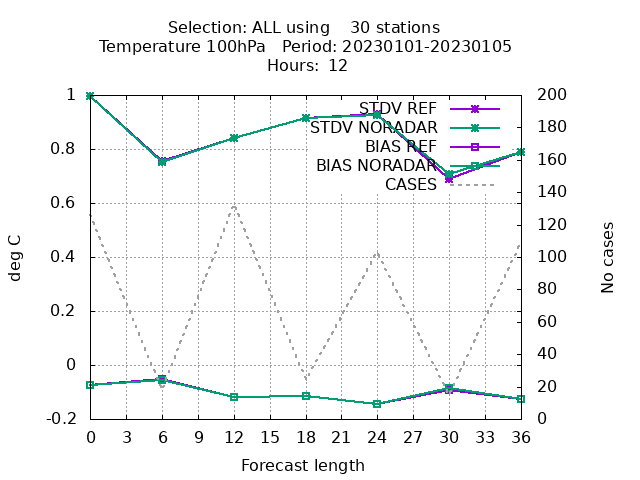 Selection: ALL using    30 stations
Temperature 100hPa   Period: 20230101-20230105
Hours:  12
1
0.8
0.6
0.4
0.2
0
-0.2
deg C
STDV REF
STDV NORADAR
BIAS REF
BIAS NORADAR
CASES
200
180
160
140
120
100
80
60
40
20
0
No cases
0 3 6 9 12 15 18 21 24 27 30 33 36
Forecast length